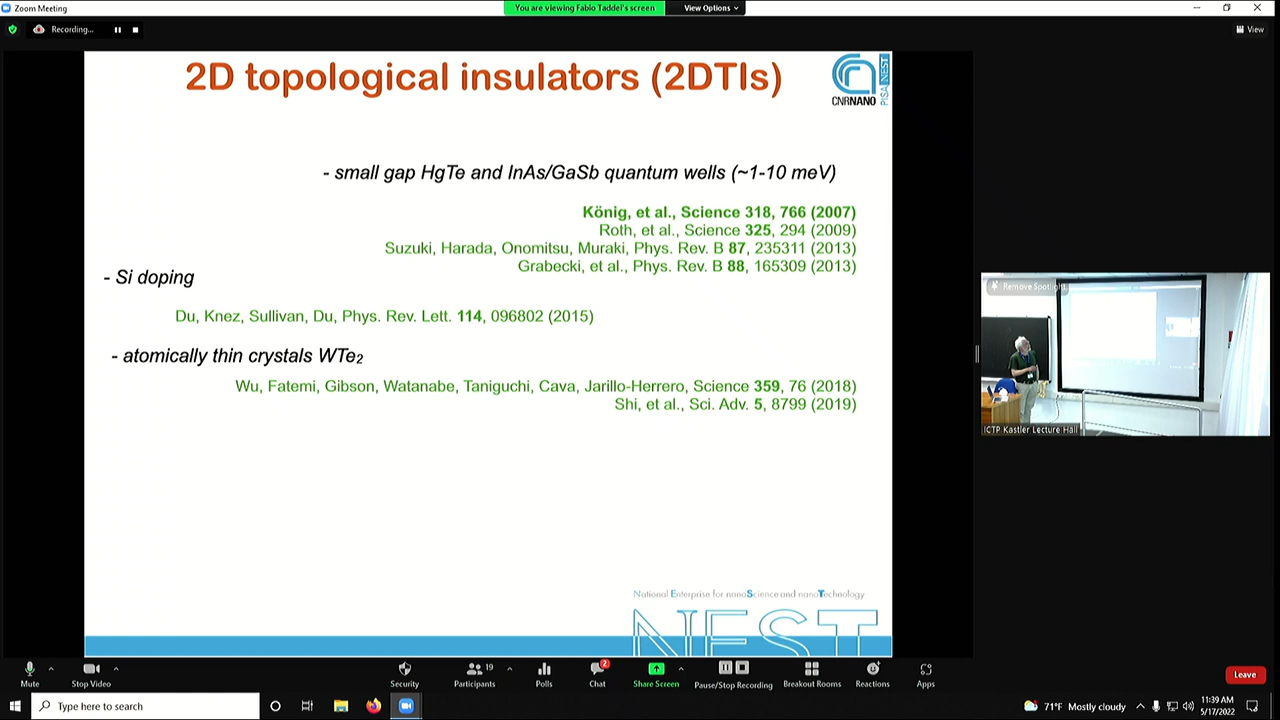 Zoom Meeting
You are viewing Fabio Taddei's screen
View Options
Recording...
View
2D topological insulators (2DTIs)
CNRNANO
PISA NEST
- small gap HgTe and InAs/GaSb quantum wells (~1-10 meV)
König, et al., Science 318, 766 (2007)
Roth, et al., Science 325, 294 (2009)
Suzuki, Harada, Onomitsu, Muraki, Phys. Rev. B 87, 235311 (2013)
Grabecki, et al., Phys. Rev. B 88, 165309 (2013)
- Si doping
Du, Knez, Sullivan, Du, Phys. Rev. Lett. 114, 096802 (2015)
- atomically thin crystals WTe2
Wu, Fatemi, Gibson, Watanabe, Taniguchi, Cava, Jarillo-Herrero, Science 359, 76 (2018)
Shi, et al., Sci. Adv. 5, 8799 (2019)
Remove Spotlight
ICTP Kastler Lecture Hall
National Enterprise for nanoScience and nanoTechnology
NEST
Mute
Stop Video
Security
Participants
19
Polls
Chat
2
Share Screen
Pause/Stop Recording
Breakout Rooms
Reactions
Apps
Leave
Type here to search
71°F Mostly cloudy
11:39 AM
5/17/2022